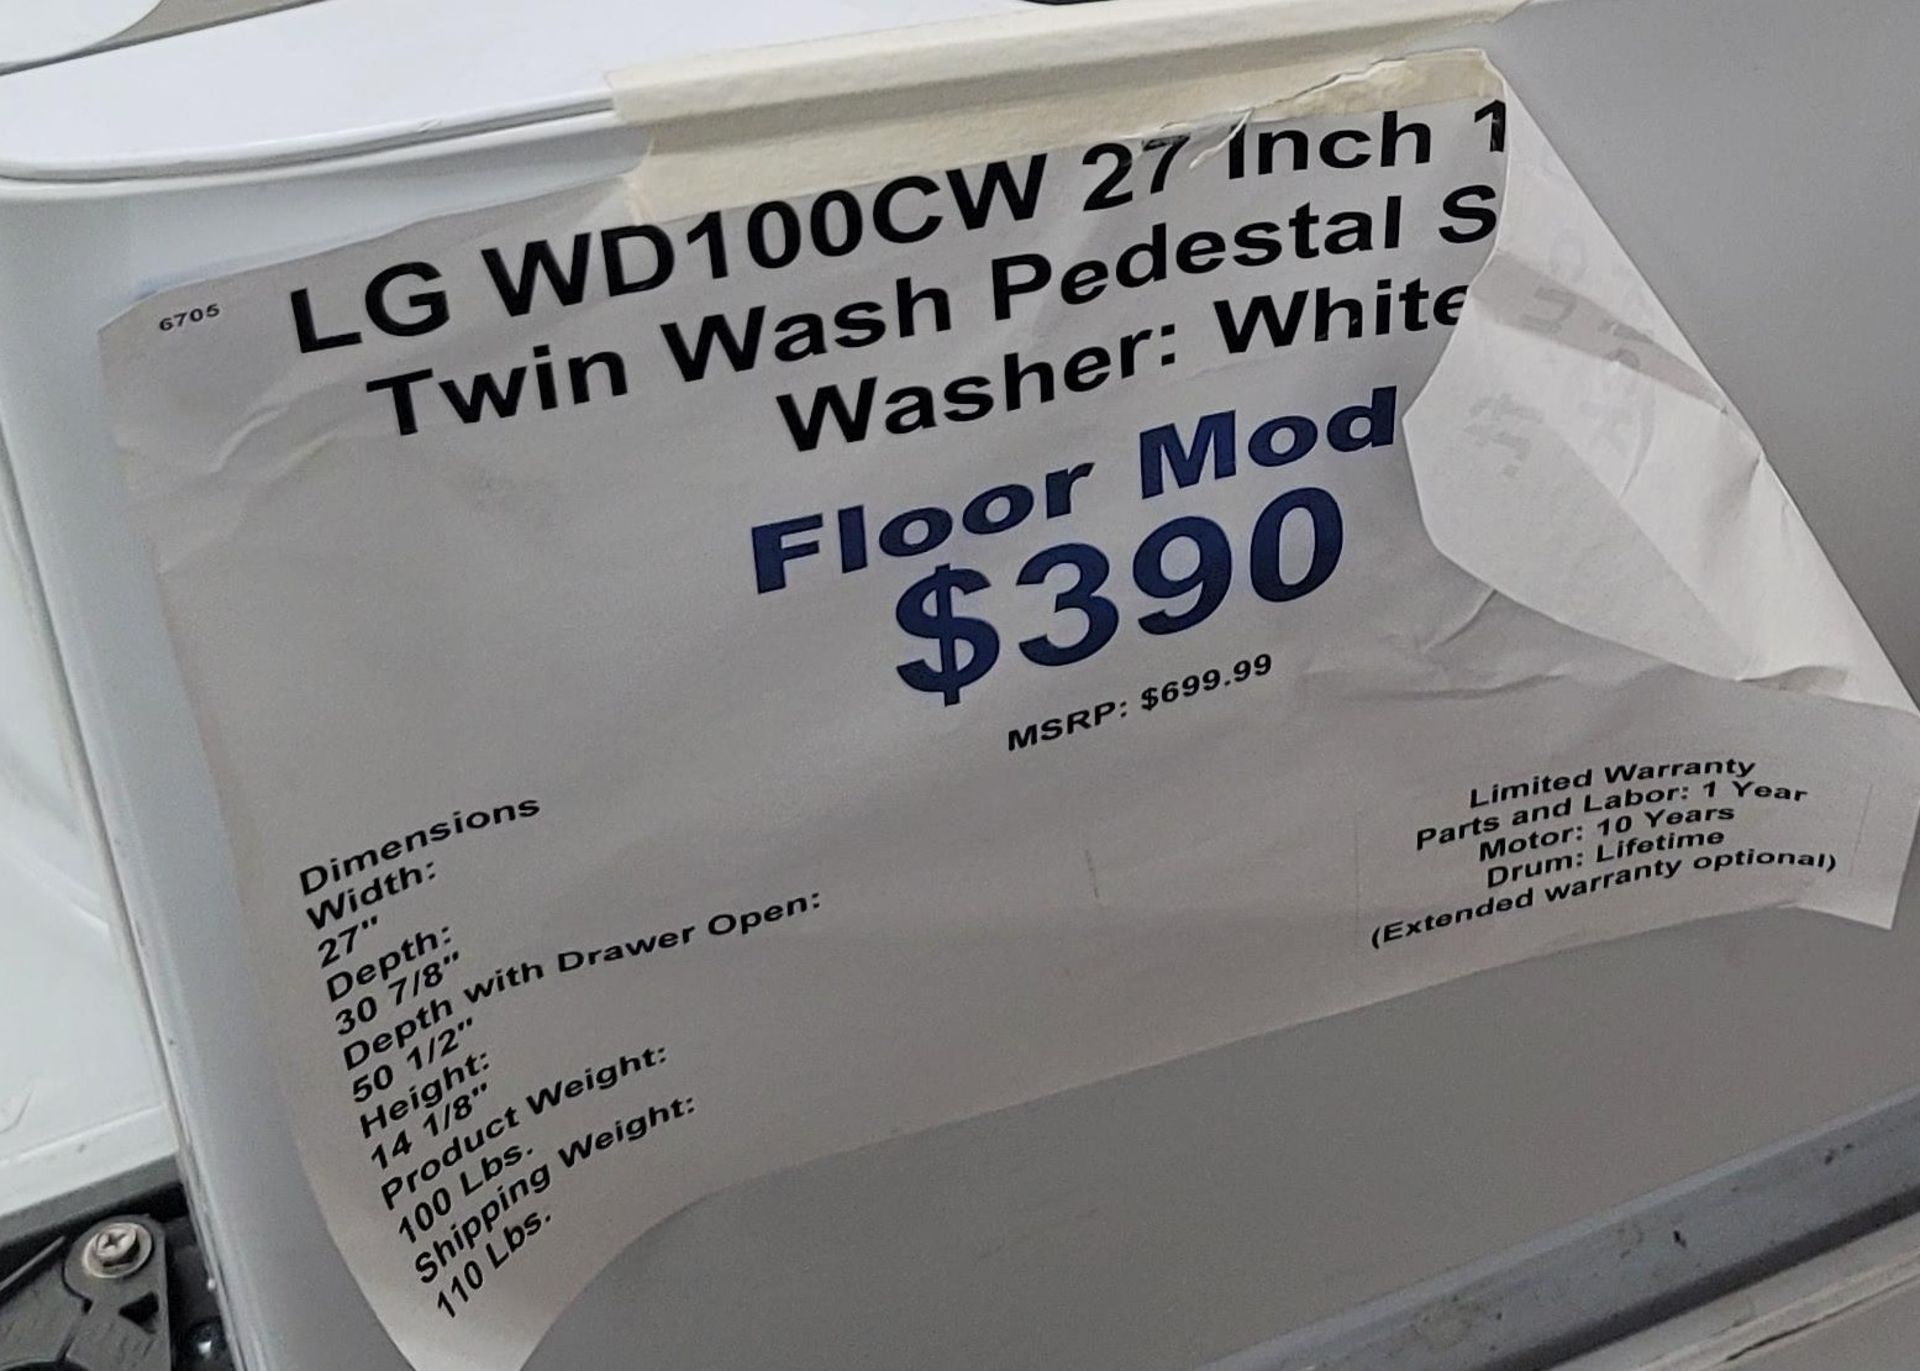 6705
LG WD100CW 27 Inch 1
Twin Wash Pedestal S
Washer: White
Floor Mod
$390
MSRP: $699.99
Dimensions
Width:
27"
Depth:
30 7/8"
Depth with Drawer Open:
50 1/2"
Height:
14 1/8"
Product Weight:
100 Lbs.
Shipping Weight:
110 Lbs.
Limited Warranty
Parts and Labor: 1 Year
Motor: 10 Years
Drum: Lifetime
(Extended warranty optional)